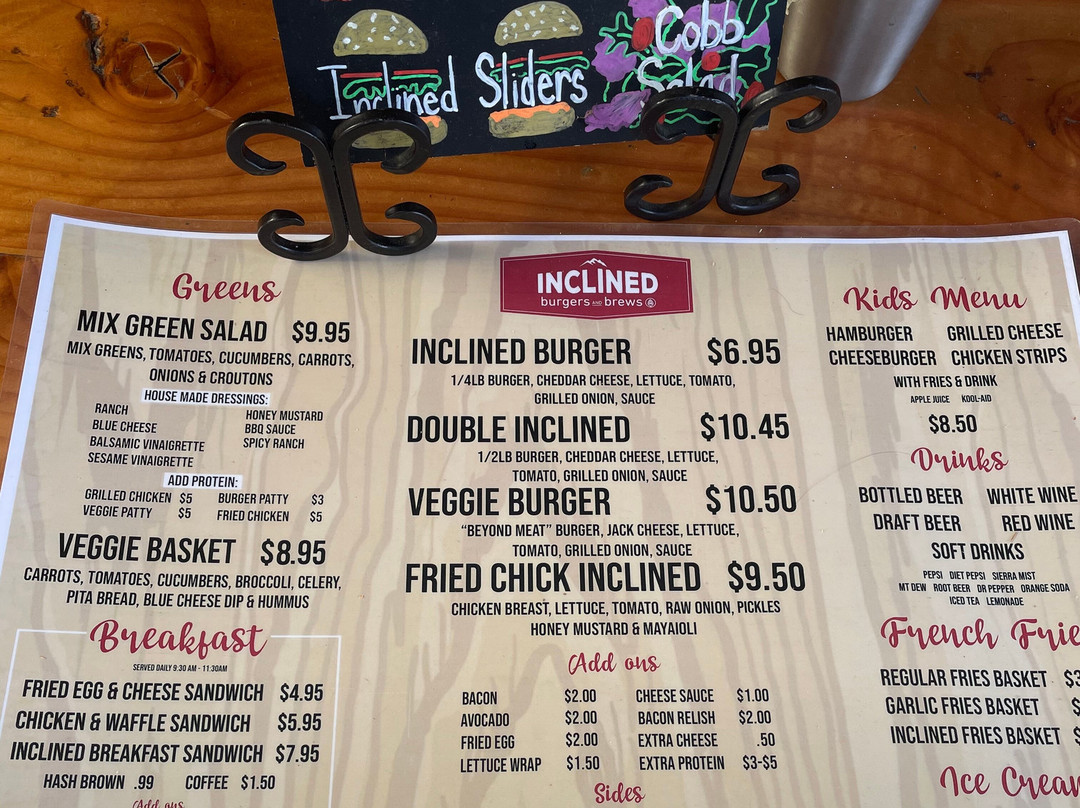 Inclined Sliders
Cobb
Salad
Greens
MIX GREEN SALAD $9.95
MIX GREENS, TOMATOES, CUCUMBERS, CARROTS,
ONIONS & CROUTONS
HOUSE MADE DRESSINGS:
RANCH HONEY MUSTARD
BLUE CHEESE BBQ SAUCE
BALSAMIC VINAIGRETTE SPICY RANCH
SESAME VINAIGRETTE
ADD PROTEIN:
GRILLED CHICKEN $5 BURGER PATTY $3
VEGGIE PATTY $5 FRIED CHICKEN $5
VEGGIE BASKET $8.95
CARROTS, TOMATOES, CUCUMBERS, BROCCOLI, CELERY,
PITA BREAD, BLUE CHEESE DIP & HUMMUS
Breakfast
SERVED DAILY 9:30 AM - 11:30AM
FRIED EGG & CHEESE SANDWICH $4.95
CHICKEN & WAFFLE SANDWICH $5.95
INCLINED BREAKFAST SANDWICH $7.95
HASH BROWN .99 COFFEE $1.50
Add ons
INCLINED
burgers AND brews
INCLINED BURGER $6.95
1/4LB BURGER, CHEDDAR CHEESE, LETTUCE, TOMATO,
GRILLED ONION, SAUCE
DOUBLE INCLINED $10.45
1/2LB BURGER, CHEDDAR CHEESE, LETTUCE,
TOMATO, GRILLED ONION, SAUCE
VEGGIE BURGER $10.50
"BEYOND MEAT" BURGER, JACK CHEESE, LETTUCE,
TOMATO, GRILLED ONION, SAUCE
FRIED CHICK INCLINED $9.50
CHICKEN BREAST, LETTUCE, TOMATO, RAW ONION, PICKLES
HONEY MUSTARD & MAYAIOLI
Add ons
BACON $2.00 CHEESE SAUCE $1.00
AVOCADO $2.00 BACON RELISH $2.00
FRIED EGG $2.00 EXTRA CHEESE .50
LETTUCE WRAP $1.50 EXTRA PROTEIN $3-$5
Sides
Kids Menu
HAMBURGER GRILLED CHEESE
CHEESEBURGER CHICKEN STRIPS
WITH FRIES & DRINK
APPLE JUICE KOOL-AID
$8.50
Drinks
BOTTLED BEER WHITE WINE
DRAFT BEER RED WINE
SOFT DRINKS
PEPSI DIET PEPSI SIERRA MIST
MT DEW ROOT BEER DR PEPPER ORANGE SODA
ICED TEA LEMONADE
French Frie
REGULAR FRIES BASKET $3
GARLIC FRIES BASKET $
INCLINED FRIES BASKET $
Ice Cream